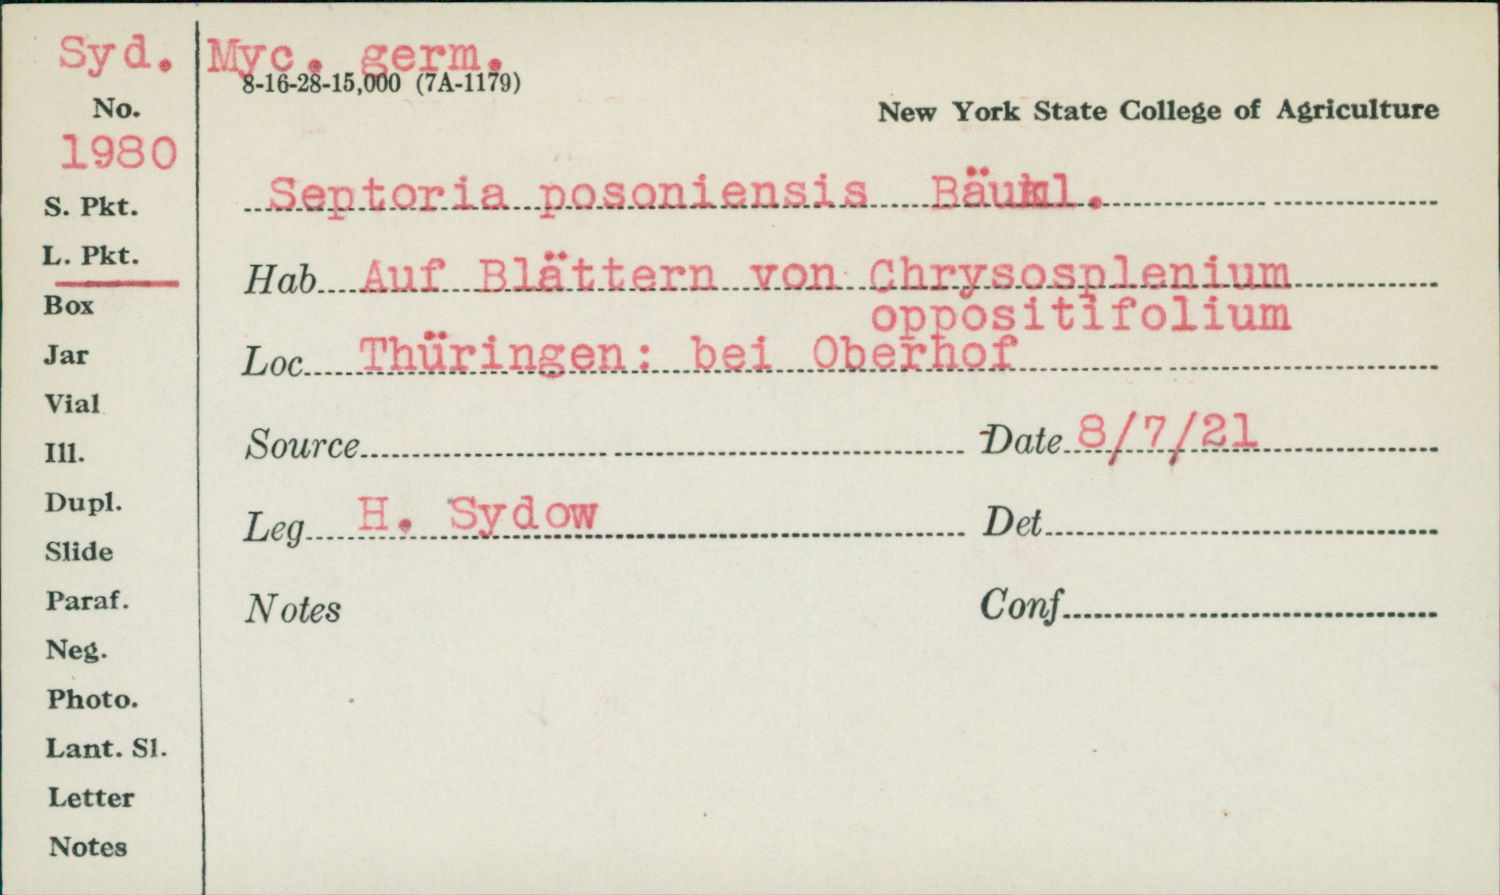 Syd. Myc. germ.
8-16-28-15,000 (7A-1179)
No.
New York State College of Agriculture
1980
Septoria posoniensis Bäuml.
S. Pkt.
L. Pkt.
Hab Auf Blättern von Chrysosplenium
oppositifolium
Box
Jar
Loc Thüringen: bei Oberhof
Vial
Ill.
Source Date 8/7/21
Dupl.
Leg H. Sydow Det
Slide
Paraf.
Notes Conf
Neg.
Photo.
Lant. Sl.
Letter
Notes